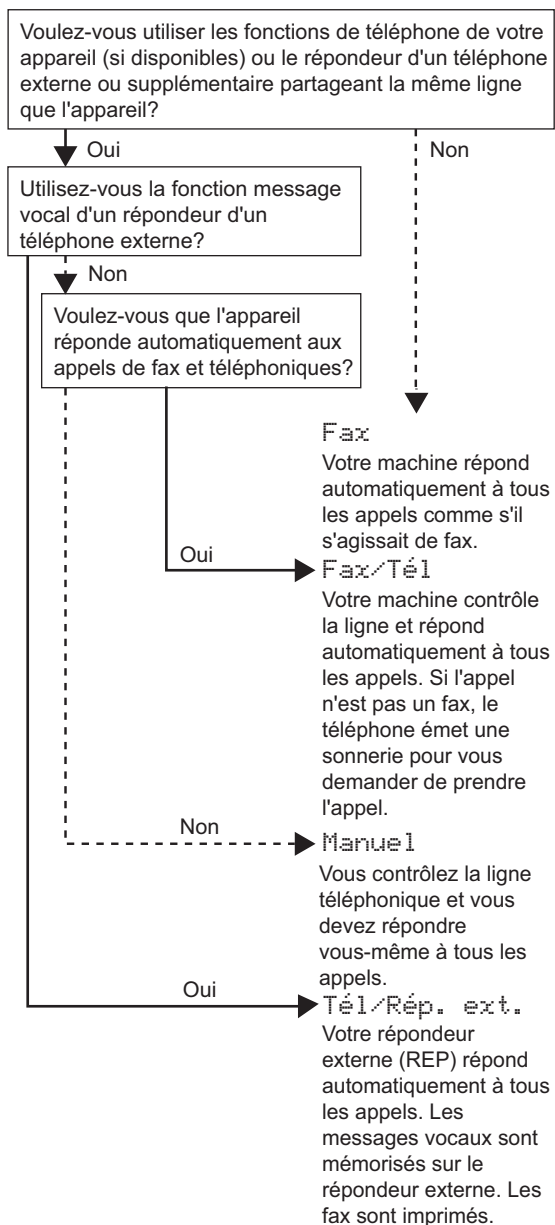 Voulez-vous utiliser les fonctions de téléphone de votre
appareil (si disponibles) ou le répondeur d'un téléphone
externe ou supplémentaire partageant la même ligne
que l'appareil?
Oui
Non
Utilisez-vous la fonction message
vocal d'un répondeur d'un
téléphone externe?
Non
Voulez-vous que l'appareil
réponde automatiquement aux
appels de fax et téléphoniques?
Fax
Votre machine répond
automatiquement à tous
les appels comme s'il
s'agissait de fax.
Oui
Fax/Tél
Votre machine contrôle
la ligne et répond
automatiquement à tous
les appels. Si l'appel
n'est pas un fax, le
téléphone émet une
sonnerie pour vous
demander de prendre
l'appel.
Non
Manuel
Vous contrôlez la ligne
téléphonique et vous
devez répondre
vous-même à tous les
appels.
Oui
Tél/Rép. ext.
Votre répondeur
externe (REP) répond
automatiquement à tous
les appels. Les
messages vocaux sont
mémorisés sur le
répondeur externe. Les
fax sont imprimés.